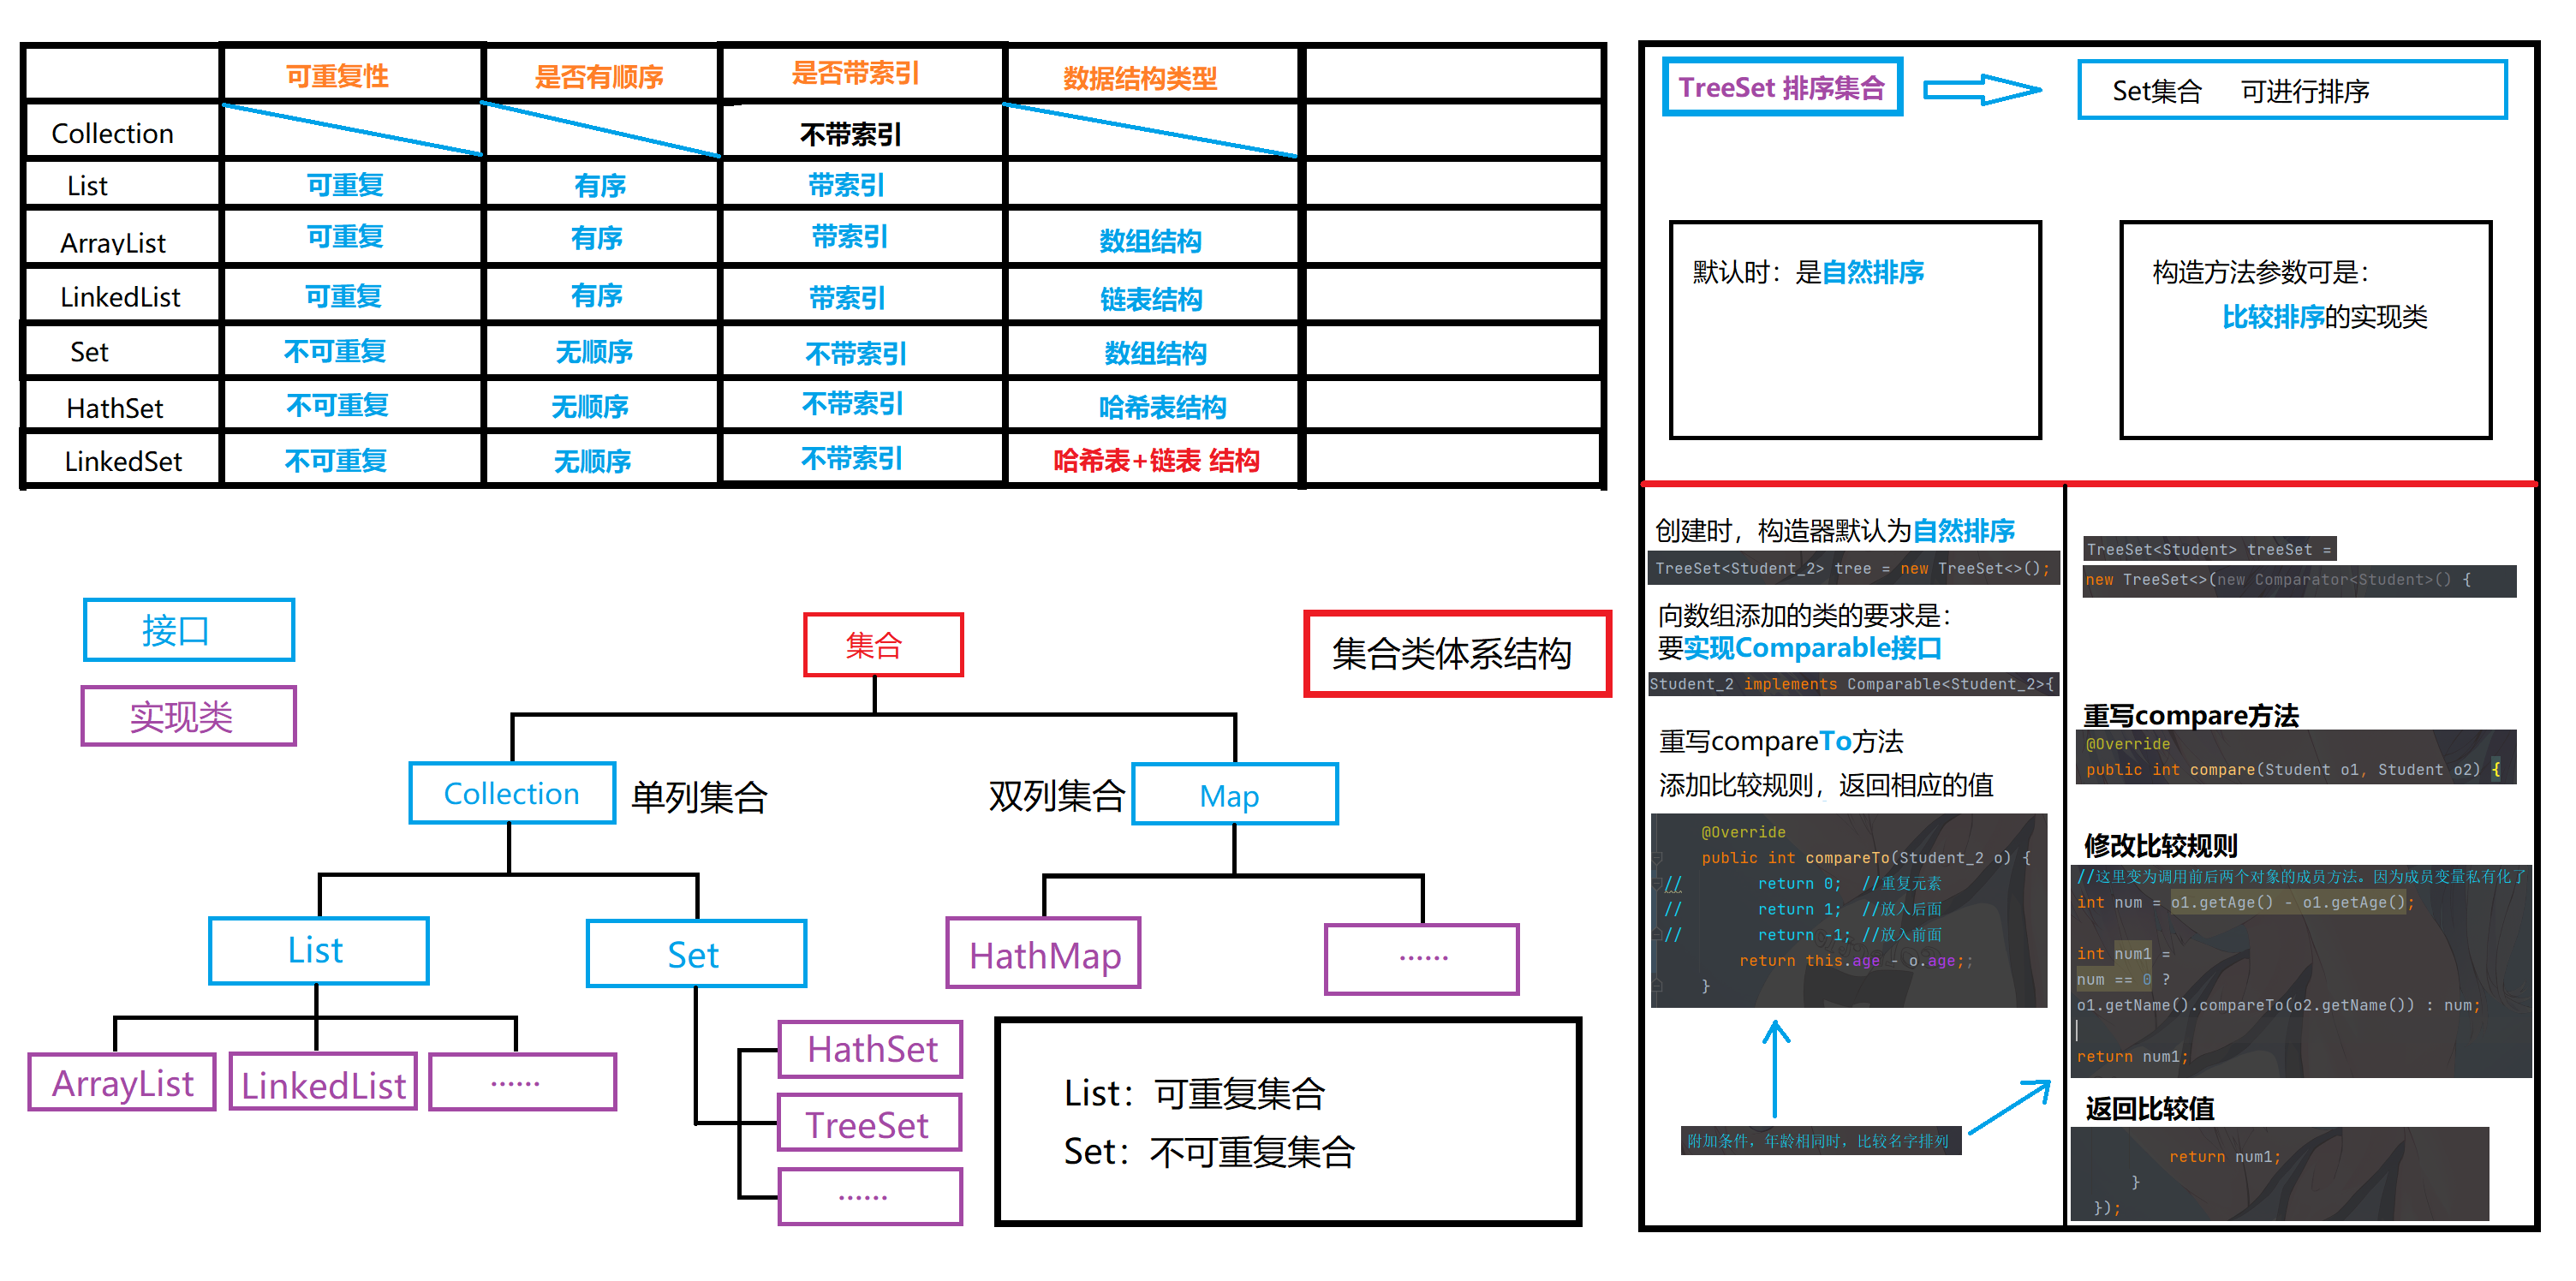 可重复性 是否有顺序 是否带索引 数据结构类型
Collection 不带索引
List 可重复 有序 带索引
ArrayList 可重复 有序 带索引 数组结构
LinkedList 可重复 有序 带索引 链表结构
Set 不可重复 无顺序 不带索引 数组结构
HathSet 不可重复 无顺序 不带索引 哈希表结构
LinkedSet 不可重复 无顺序 不带索引 哈希表+链表 结构
接口
实现类
集合
集合类体系结构
Collection 单列集合
双列集合 Map
List
Set
HathMap
......
ArrayList
LinkedList
......
HathSet
TreeSet
......
List：可重复集合
Set：不可重复集合
TreeSet 排序集合
Set集合 可进行排序
默认时：是自然排序
构造方法参数可是：
比较排序的实现类
创建时，构造器默认为自然排序
TreeSet<Student_2> tree = new TreeSet<>();
向数组添加的类的要求是：
要实现Comparable接口
Student_2 implements Comparable<Student_2>{
重写compareTo方法
添加比较规则，返回相应的值
@Override
public int compareTo(Student_2 o) {
// return 0; //重复元素
// return 1; //放入后面
// return -1; //放入前面
return this.age - o.age;;
}
附加条件，年龄相同时，比较名字排列
TreeSet<Student> treeSet =
new TreeSet<>(new Comparator<Student>() {
重写compare方法
@Override
public int compare(Student o1, Student o2) {
修改比较规则
//这里变为调用前后两个对象的成员方法。因为成员变量私有化了
int num = o1.getAge() - o1.getAge();
int num1 =
num == 0 ?
o1.getName().compareTo(o2.getName()) : num;
return num1;
返回比较值
return num1;
}
});